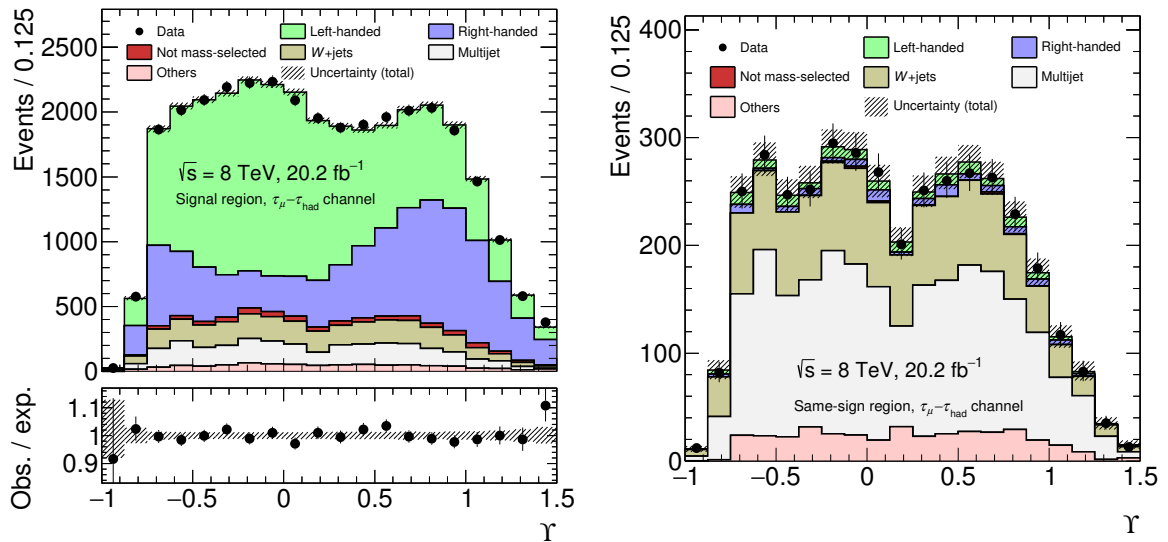 Events / 0.125
2500
2000
1500
1000
500
0
Data
Left-handed
Right-handed
Not mass-selected
W+jets
Multijet
Others
Uncertainty (total)
√s = 8 TeV, 20.2 fb⁻¹
Signal region, τμ−τhad channel
Obs. / exp.
1.1
1
0.9
−1 −0.5 0 0.5 1 1.5
ϒ
Events / 0.125
400
300
200
100
0
Data
Left-handed
Right-handed
Not mass-selected
W+jets
Multijet
Others
Uncertainty (total)
√s = 8 TeV, 20.2 fb⁻¹
Same-sign region, τμ−τhad channel
−1 −0.5 0 0.5 1 1.5
ϒ